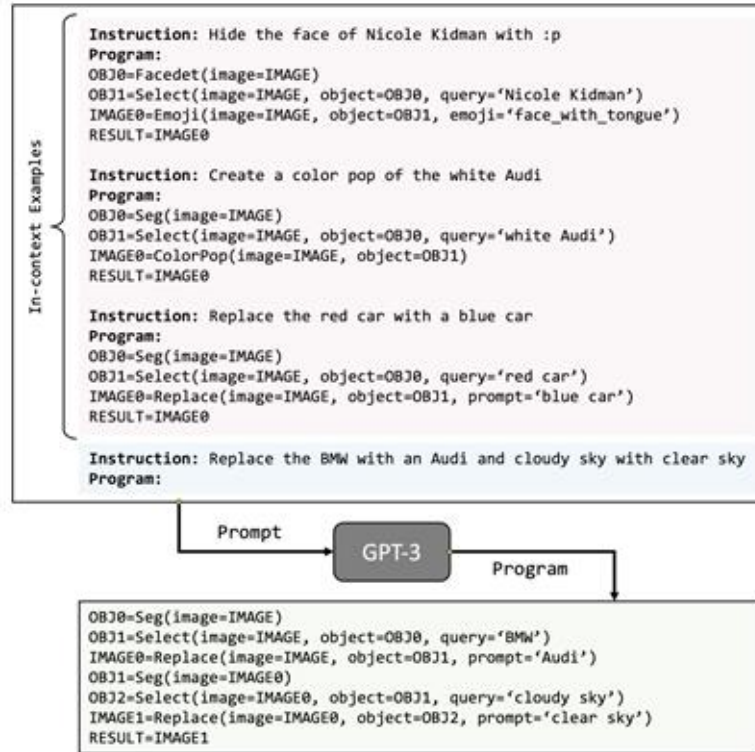 In-context Examples
Instruction: Hide the face of Nicole Kidman with :p
Program:
OBJ0=Facedet(image=IMAGE)
OBJ1=Select(image=IMAGE, object=OBJ0, query=‘Nicole Kidman’)
IMAGE0=Emoji(image=IMAGE, object=OBJ1, emoji=‘face_with_tongue’)
RESULT=IMAGE0
Instruction: Create a color pop of the white Audi
Program:
OBJ0=Seg(image=IMAGE)
OBJ1=Select(image=IMAGE, object=OBJ0, query=‘white Audi’)
IMAGE0=ColorPop(image=IMAGE, object=OBJ1)
RESULT=IMAGE0
Instruction: Replace the red car with a blue car
Program:
OBJ0=Seg(image=IMAGE)
OBJ1=Select(image=IMAGE, object=OBJ0, query=‘red car’)
IMAGE0=Replace(image=IMAGE, object=OBJ1, prompt=‘blue car’)
RESULT=IMAGE0
Instruction: Replace the BMW with an Audi and cloudy sky with clear sky
Program:
Prompt
GPT-3
Program
OBJ0=Seg(image=IMAGE)
OBJ1=Select(image=IMAGE, object=OBJ0, query=‘BMW’)
IMAGE0=Replace(image=IMAGE, object=OBJ1, prompt=‘Audi’)
OBJ1=Seg(image=IMAGE0)
OBJ2=Select(image=IMAGE0, object=OBJ1, query=‘cloudy sky’)
IMAGE1=Replace(image=IMAGE0, object=OBJ2, prompt=‘clear sky’)
RESULT=IMAGE1